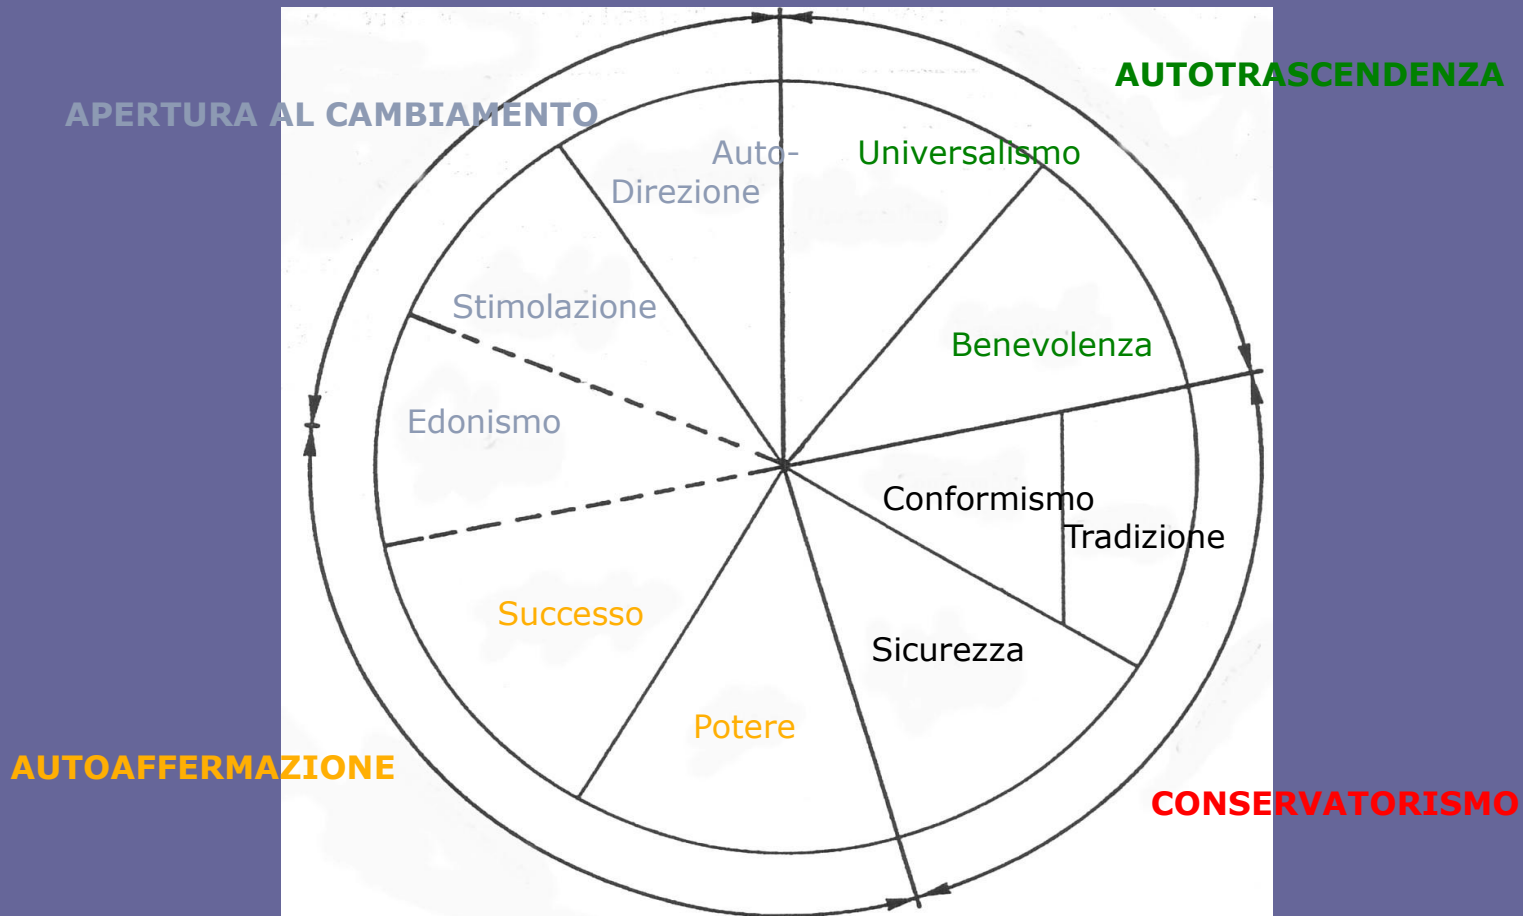 AUTOTRASCENDENZA
APERTURA AL CAMBIAMENTO
Auto-
Direzione
Universalismo
Stimolazione
Benevolenza
Edonismo
Conformismo
Tradizione
Successo
Sicurezza
Potere
AUTOAFFERMAZIONE
CONSERVATORISMO